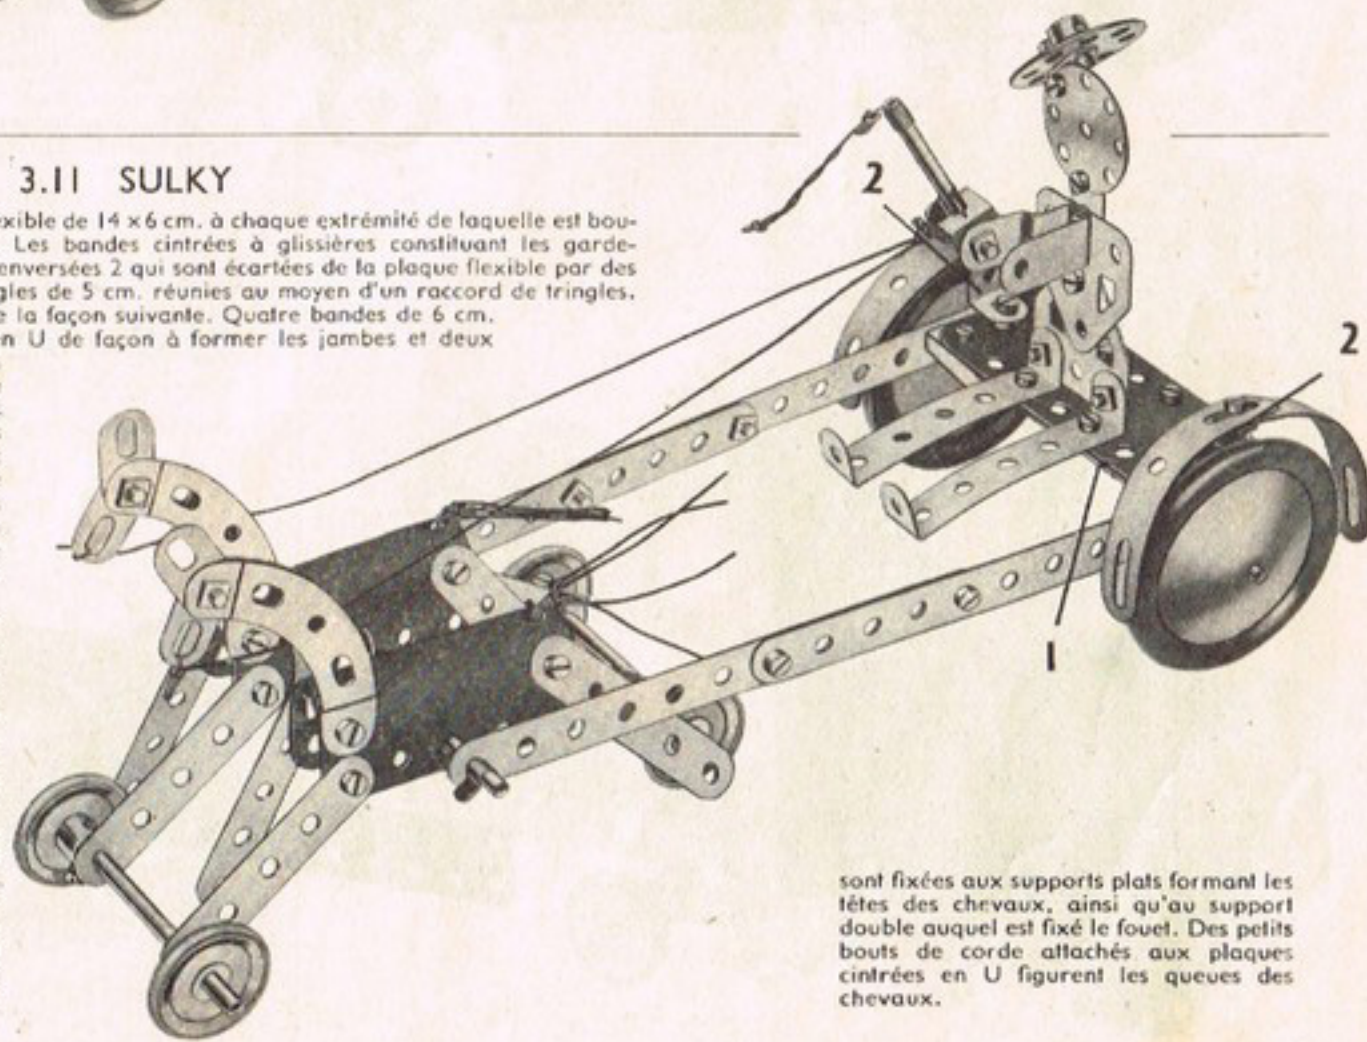 3.11 SULKY
xible de 14 x 6 cm. à chaque extrémité de laquelle est bou-
Les bandes cintrées à glissières constituant les garde-
enversées 2 qui sont écartées de la plaque flexible par des
gles de 5 cm. réunies au moyen d'un raccord de tringles.
e la façon suivante. Quatre bandes de 6 cm.
n U de façon à former les jambes et deux
2
2
1
sont fixées aux supports plats formant les
têtes des chevaux, ainsi qu'au support
double auquel est fixé le fouet. Des petits
bouts de corde attachés aux plaques
cintrées en U figurent les queues des
chevaux.